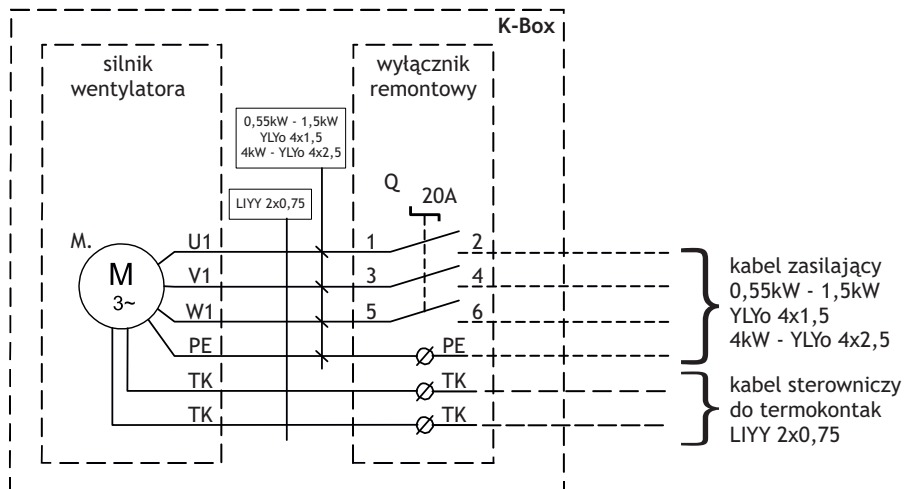 K-Box
silnik
wentylatora
wyłącznik
remontowy
0,55kW - 1,5kW
YLYo 4x1,5
4kW - YLYo 4x2,5
LIYY 2x0,75
Q
20A
M.
M
3~
U1
1
2
V1
3
4
W1
5
6
PE
PE
TK
TK
TK
TK
kabel zasilający
0,55kW - 1,5kW
YLYo 4x1,5
4kW - YLYo 4x2,5
kabel sterowniczy
do termokontak
LIYY 2x0,75